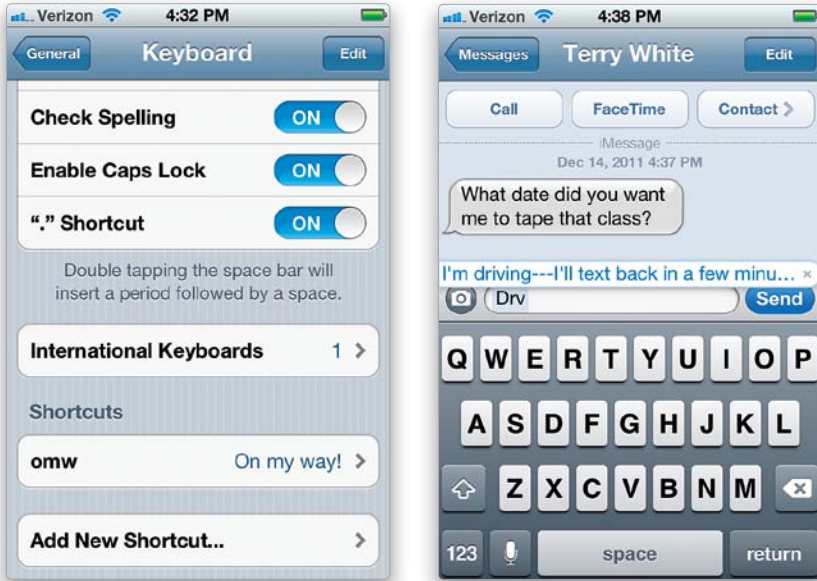 Verizon 4:32 PM
General Keyboard Edit
Check Spelling ON
Enable Caps Lock ON
“.” Shortcut ON
Double tapping the space bar will
insert a period followed by a space.
International Keyboards 1
Shortcuts
omw On my way!
Add New Shortcut...
Verizon 4:38 PM
Messages Terry White Edit
Call FaceTime Contact
iMessage
Dec 14, 2011 4:37 PM
What date did you want
me to tape that class?
I'm driving---I'll text back in a few minu... ×
Drv Send
Q W E R T Y U I O P
A S D F G H J K L
Z X C V B N M
123 space return